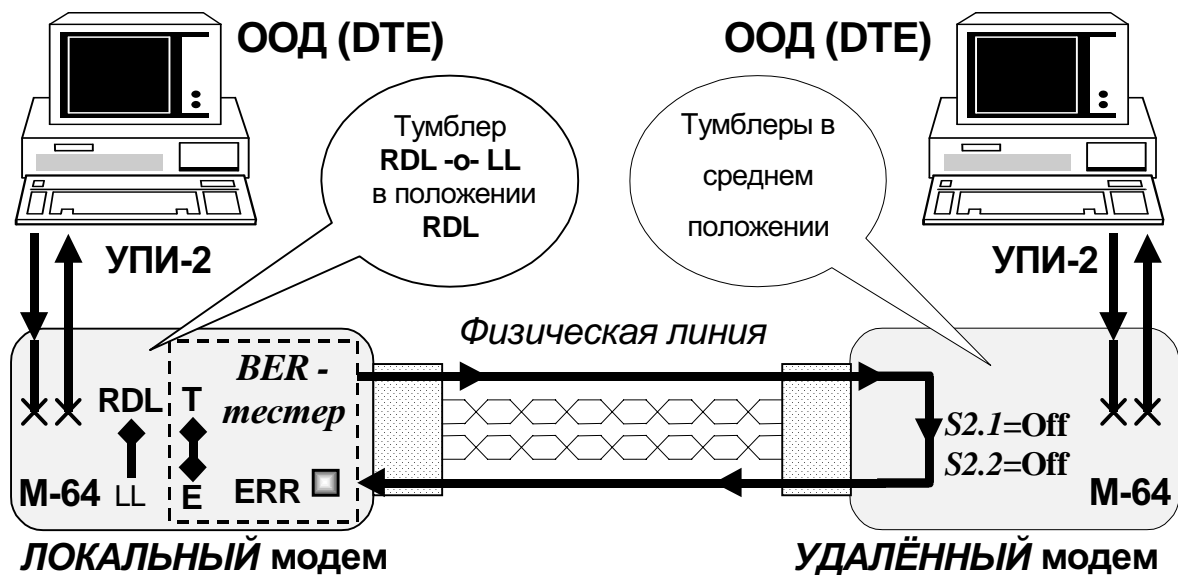 ООД (DTE)
ООД (DTE)
Тумблер
RDL -о- LL
в положении
RDL
Тумблеры в
среднем
положении
УПИ-2
УПИ-2
Физическая линия
BER -
тестер
RDL
T
S2.1=Off
S2.2=Off
М-64
LL
E
ERR
М-64
ЛОКАЛЬНЫЙ модем
УДАЛЁННЫЙ модем